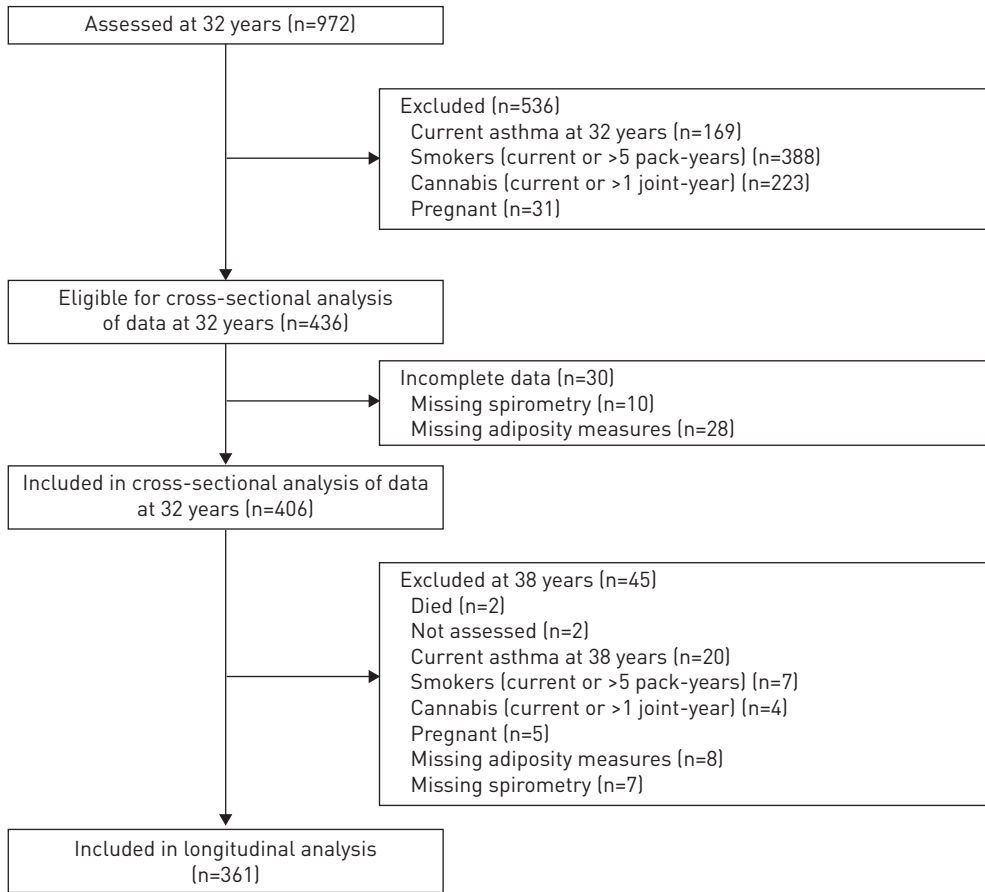 Assessed at 32 years (n=972)
Excluded (n=536)
Current asthma at 32 years (n=169)
Smokers (current or >5 pack-years) (n=388)
Cannabis (current or >1 joint-year) (n=223)
Pregnant (n=31)
Eligible for cross-sectional analysis
of data at 32 years (n=436)
Incomplete data (n=30)
Missing spirometry (n=10)
Missing adiposity measures (n=28)
Included in cross-sectional analysis of data
at 32 years (n=406)
Excluded at 38 years (n=45)
Died (n=2)
Not assessed (n=2)
Current asthma at 38 years (n=20)
Smokers (current or >5 pack-years) (n=7)
Cannabis (current or >1 joint-year) (n=4)
Pregnant (n=5)
Missing adiposity measures (n=8)
Missing spirometry (n=7)
Included in longitudinal analysis
(n=361)